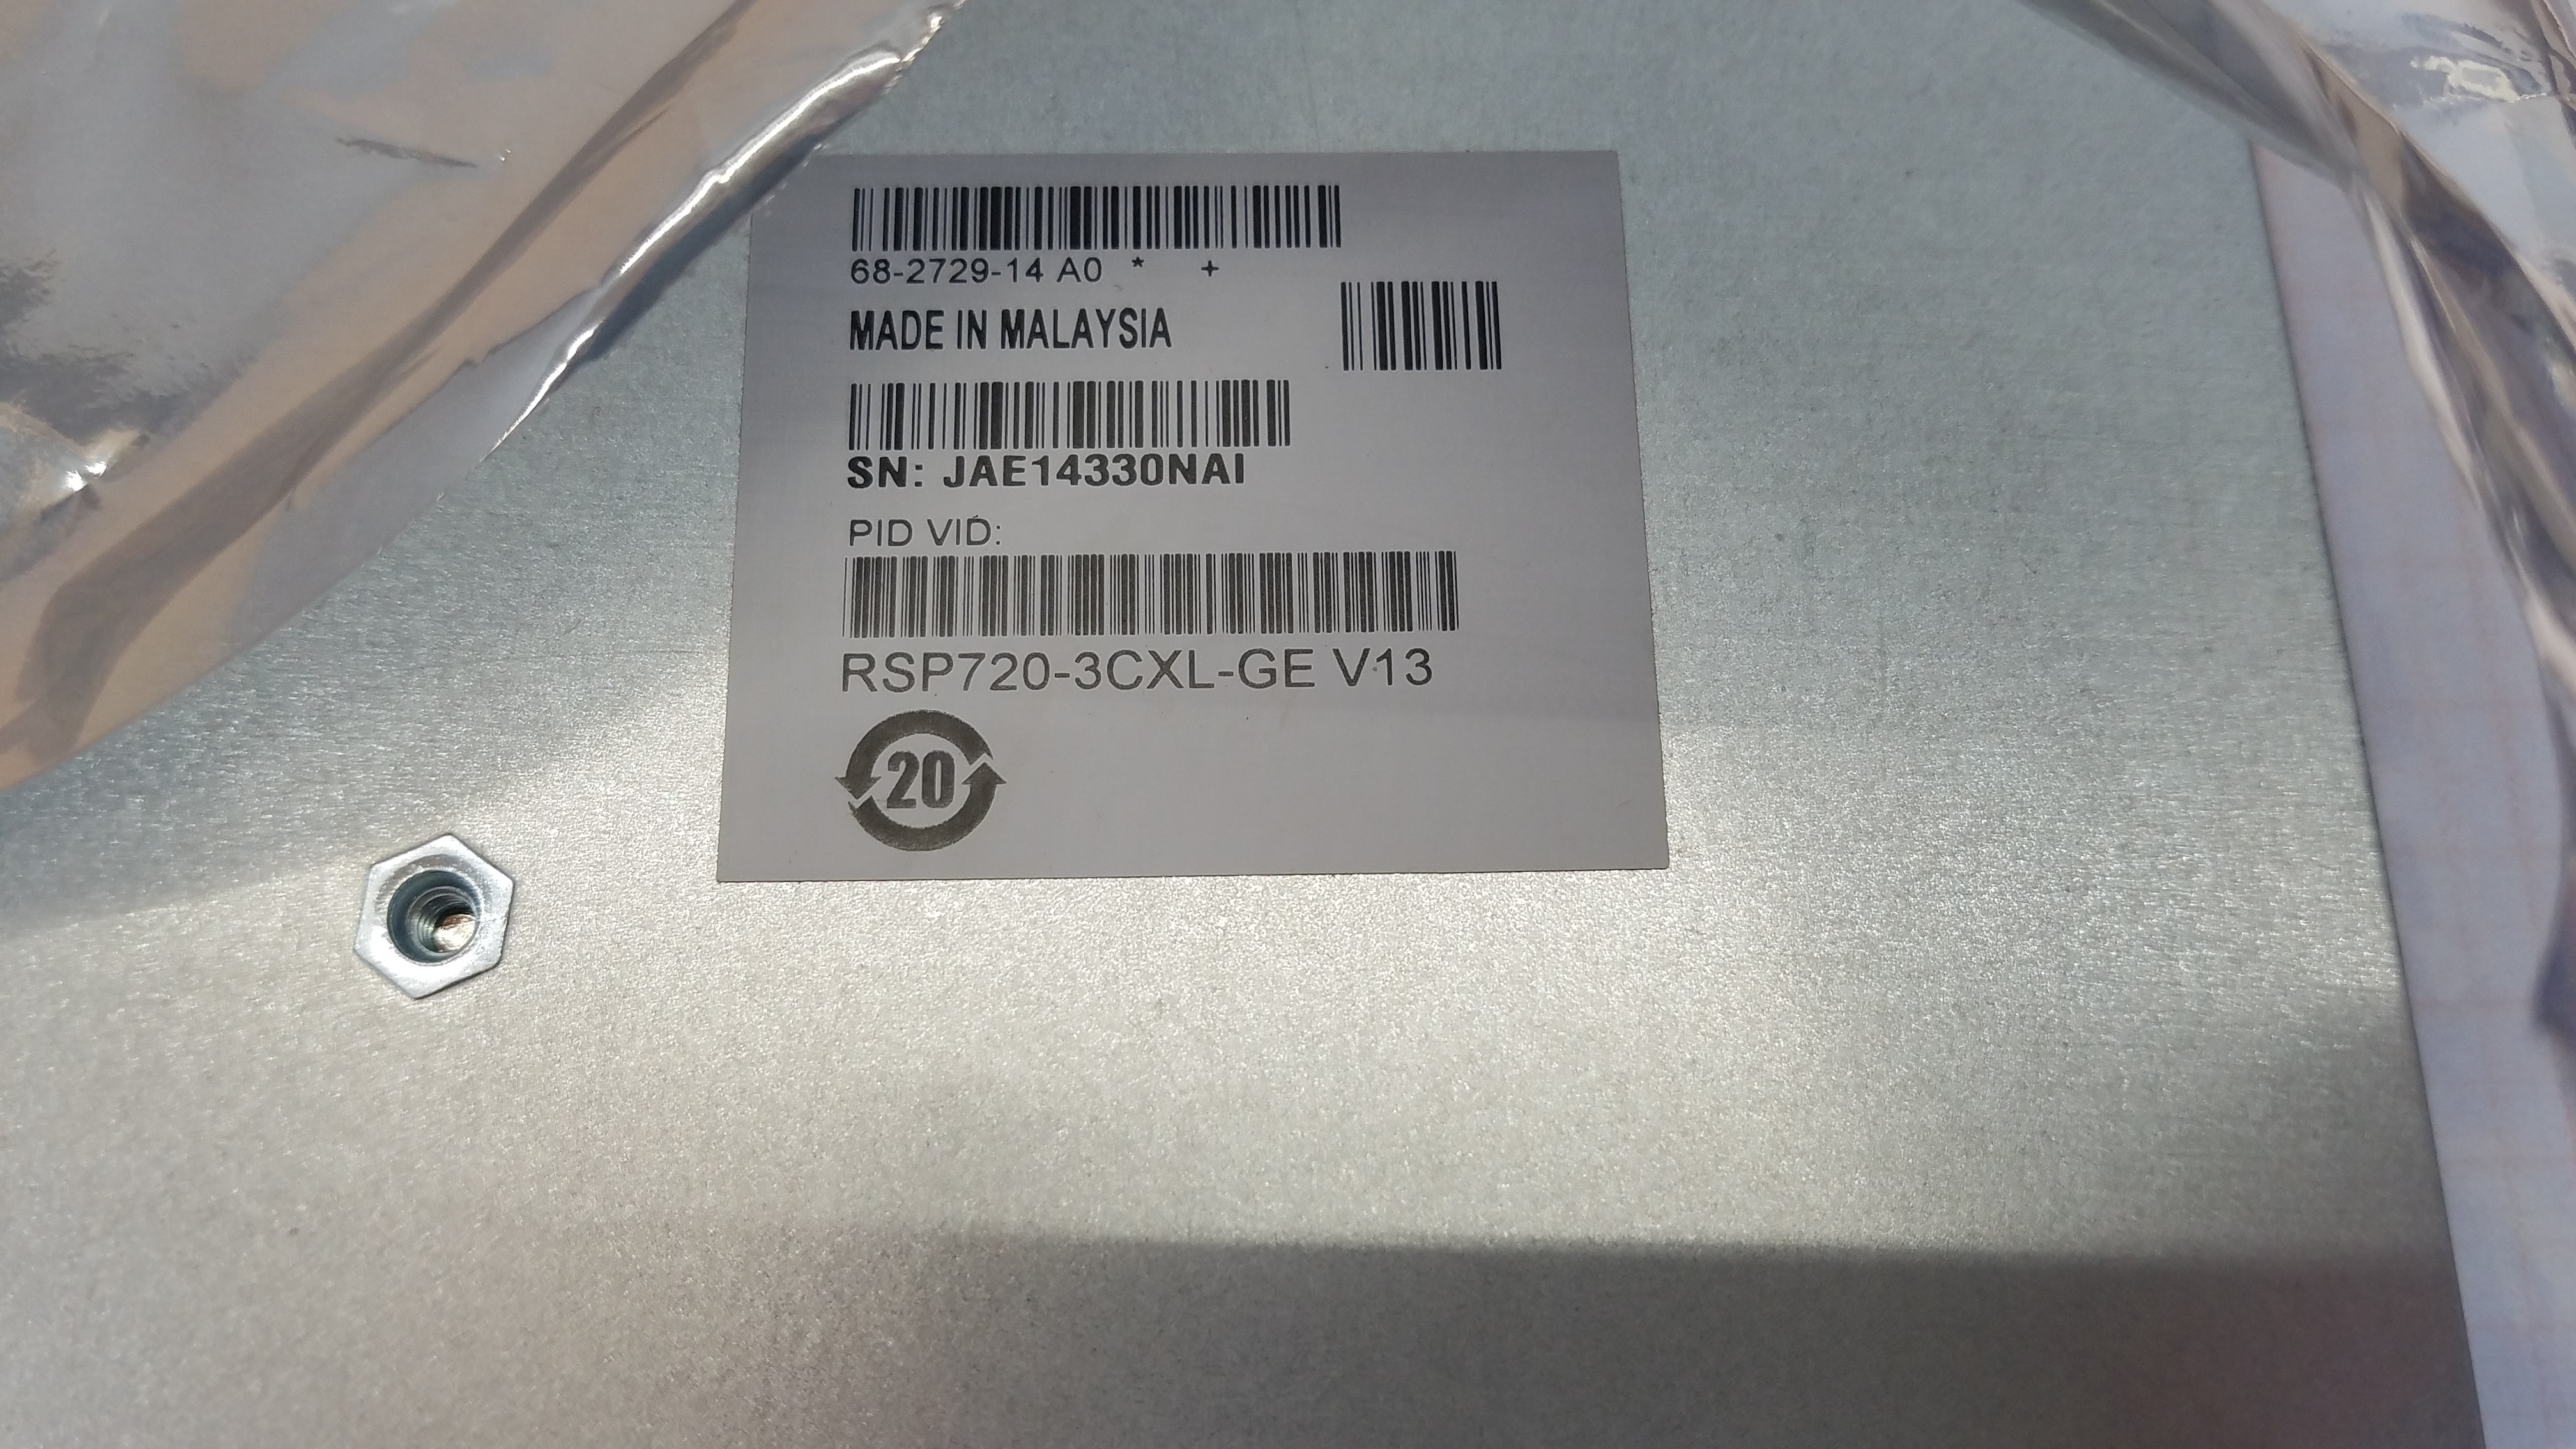 68-2729-14 A0 * +
MADE IN MALAYSIA
SN: JAE14330NAI
PID VID:
RSP720-3CXL-GE V13
20